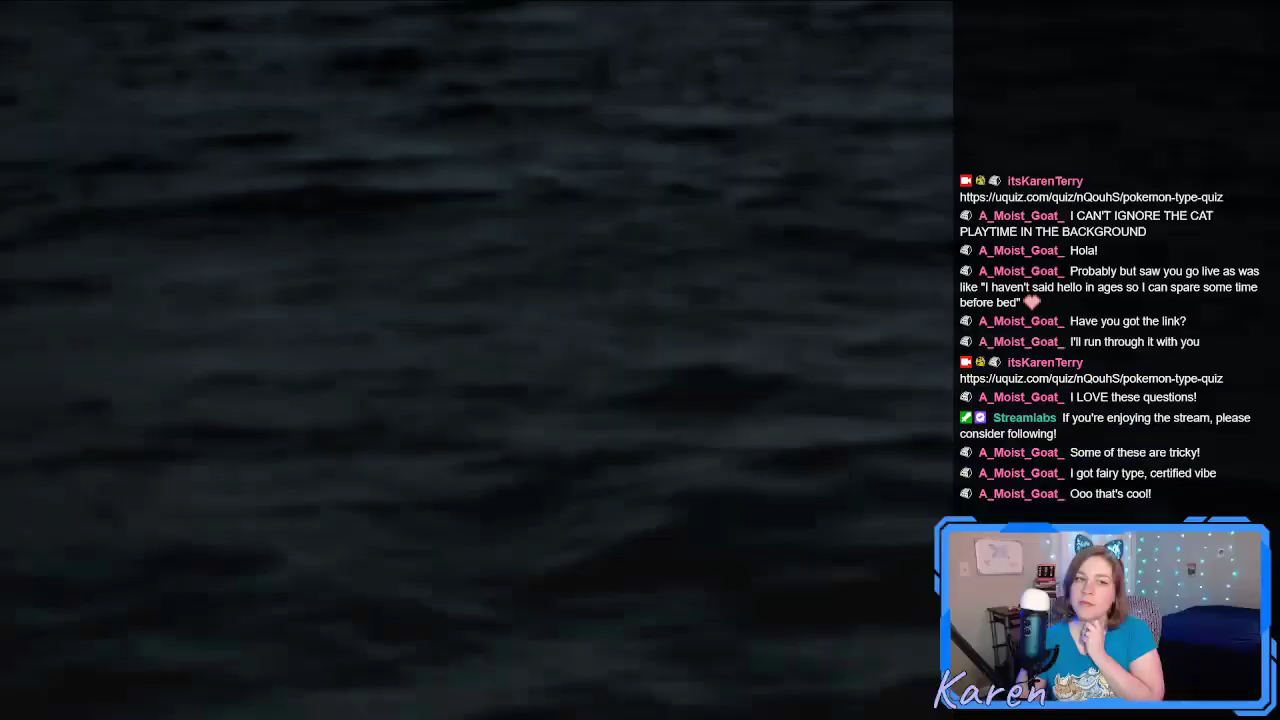 itsKarenTerry
https://uquiz.com/quiz/nQouhS/pokemon-type-quiz
A_Moist_Goat_ I CAN'T IGNORE THE CAT
PLAYTIME IN THE BACKGROUND
A_Moist_Goat_ Hola!
A_Moist_Goat_ Probably but saw you go live as was
like "I haven't said hello in ages so I can spare some time
before bed"
A_Moist_Goat_ Have you got the link?
A_Moist_Goat_ I'll run through it with you
itsKarenTerry
https://uquiz.com/quiz/nQouhS/pokemon-type-quiz
A_Moist_Goat_ I LOVE these questions!
Streamlabs If you're enjoying the stream, please
consider following!
A_Moist_Goat_ Some of these are tricky!
A_Moist_Goat_ I got fairy type, certified vibe
A_Moist_Goat_ Ooo that's cool!
Karen